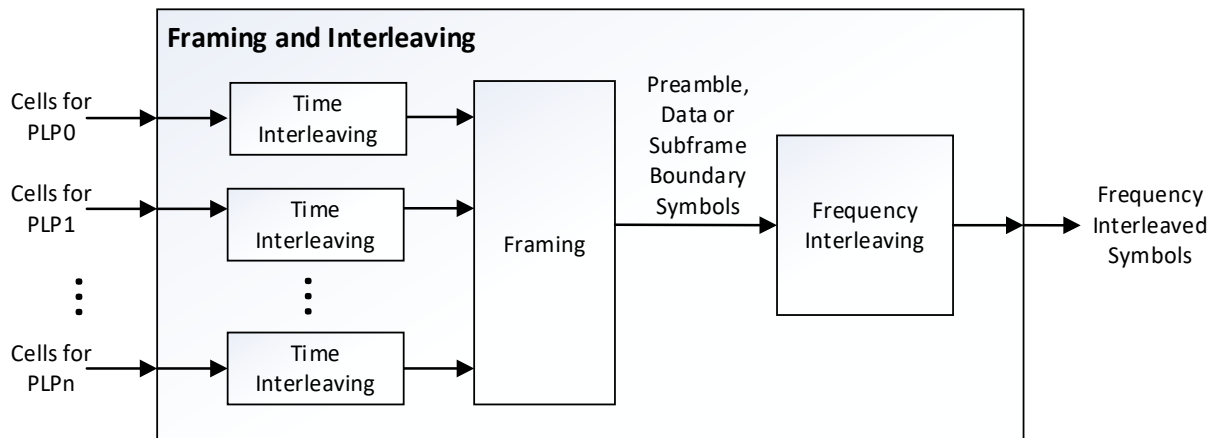 Framing and Interleaving
Cells for
PLP0
Time
Interleaving
Cells for
PLP1
Time
Interleaving
Cells for
PLPn
Time
Interleaving
Framing
Preamble,
Data or
Subframe
Boundary
Symbols
Frequency
Interleaving
Frequency
Interleaved
Symbols